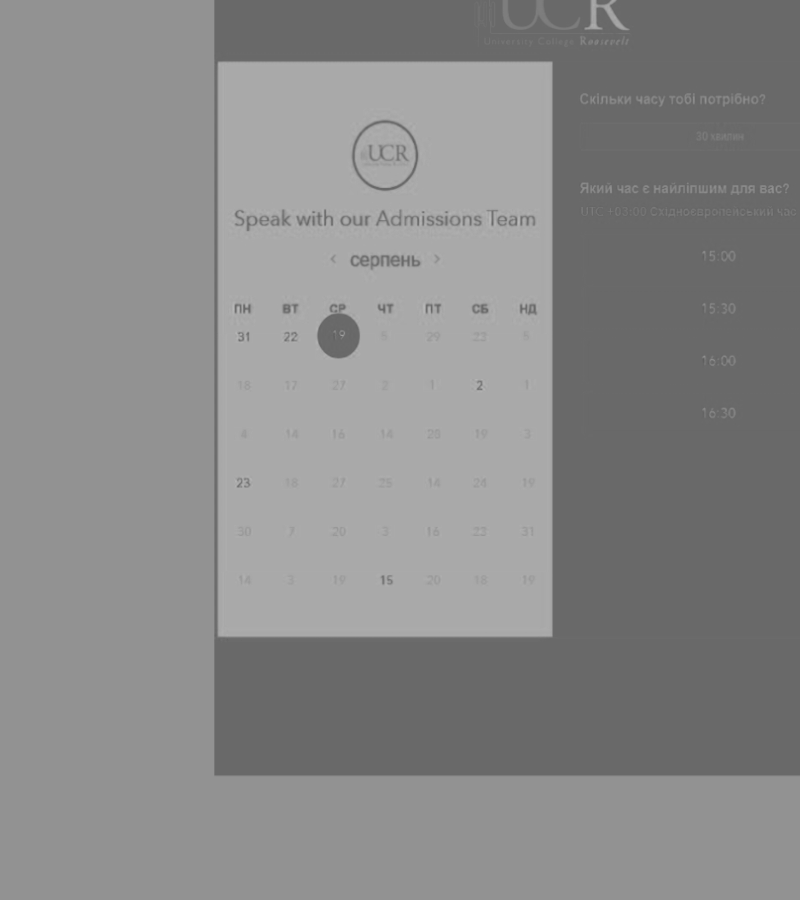 UCR
University College Roosevelt
UCR
Speak with our Admissions Team
‹ серпень ›
ПН ВТ СР ЧТ ПТ СБ НД
31 22 19 5 29 22 5
18 17 27 2 1 2 1
4 14 16 14 20 19 3
23 18 27 25 14 24 19
30 7 20 3 16 23 31
14 3 19 15 20 18 19
Скільки часу тобі потрібно?
30 хвилин
Який час є найліпшим для вас?
UTC +03:00 Східноєвропейський час
15:00
15:30
16:00
16:30